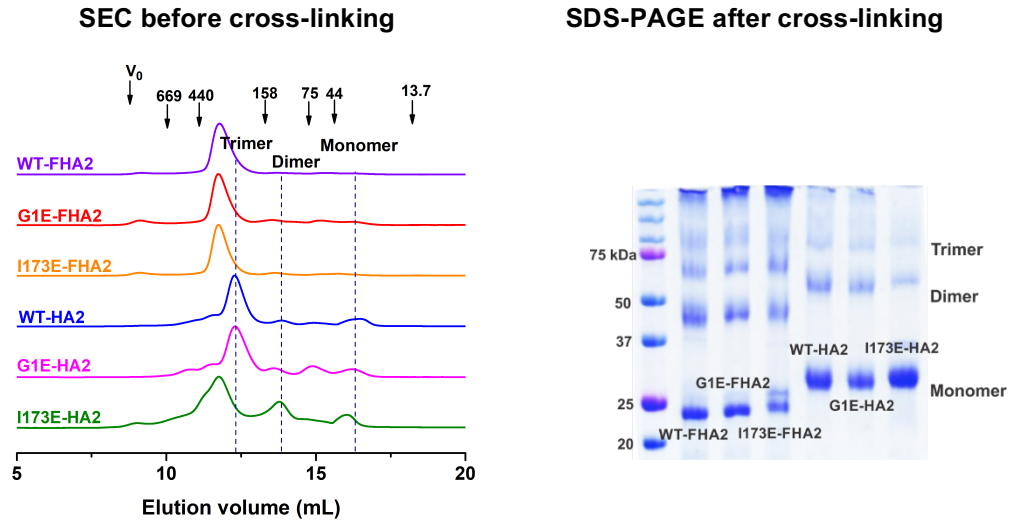 SEC before cross-linking
SDS-PAGE after cross-linking
V0
669
440
158
75
44
13.7
Trimer
Dimer
Monomer
WT-FHA2
G1E-FHA2
I173E-FHA2
WT-HA2
G1E-HA2
I173E-HA2
5
10
15
20
Elution volume (mL)
75 kDa
50
37
25
20
Trimer
Dimer
Monomer
WT-HA2
I173E-HA2
G1E-FHA2
G1E-HA2
WT-FHA2
I173E-FHA2